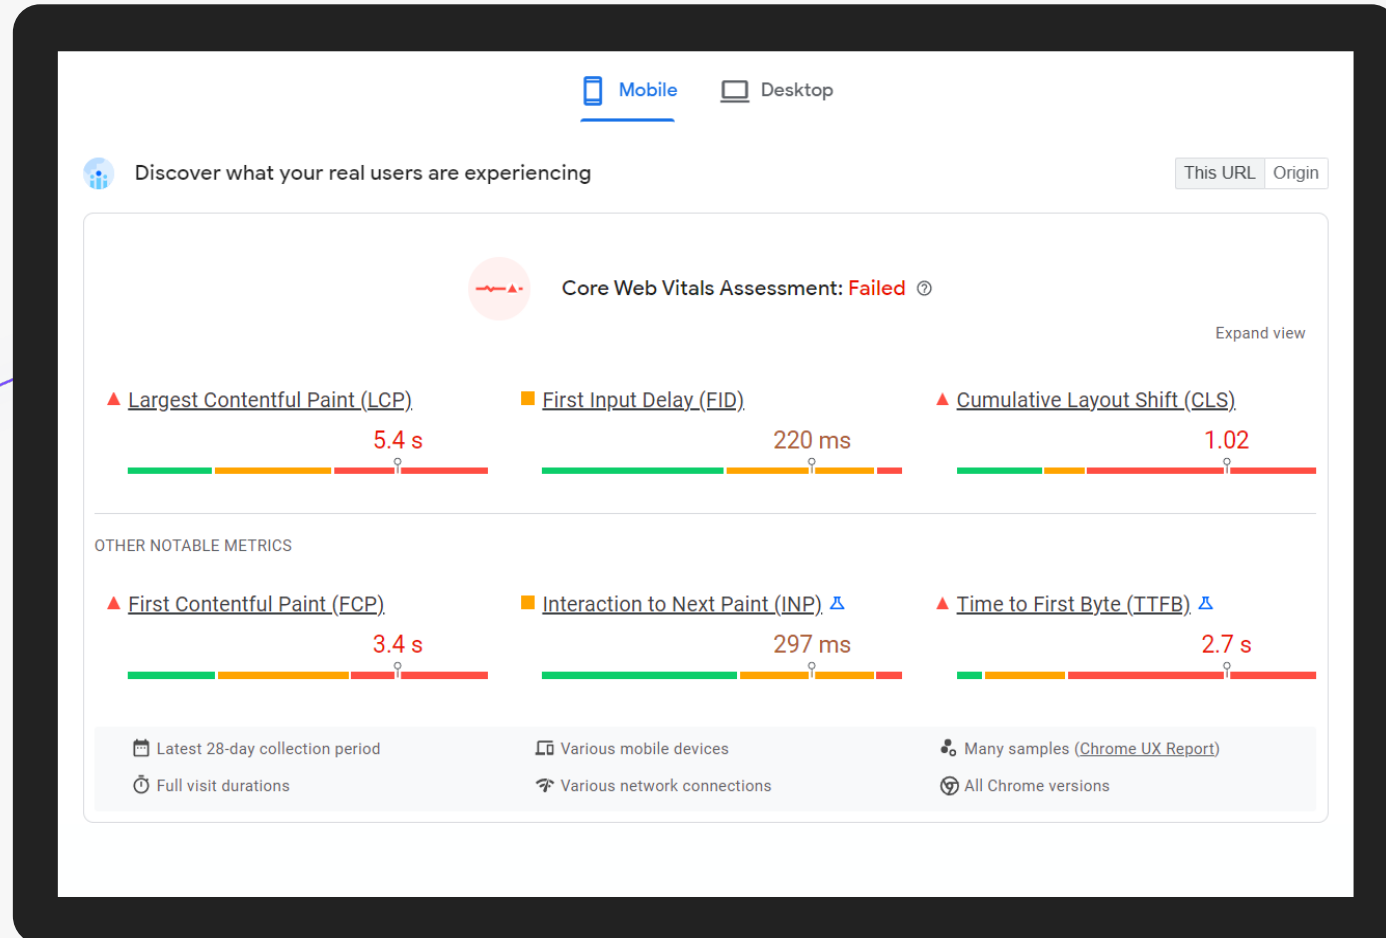 Mobile
Desktop
Discover what your real users are experiencing
This URL
Origin
Core Web Vitals Assessment: Failed
Expand view
Largest Contentful Paint (LCP)
5.4 s
First Input Delay (FID)
220 ms
Cumulative Layout Shift (CLS)
1.02
OTHER NOTABLE METRICS
First Contentful Paint (FCP)
3.4 s
Interaction to Next Paint (INP)
297 ms
Time to First Byte (TTFB)
2.7 s
Latest 28-day collection period
Various mobile devices
Many samples (Chrome UX Report)
Full visit durations
Various network connections
All Chrome versions